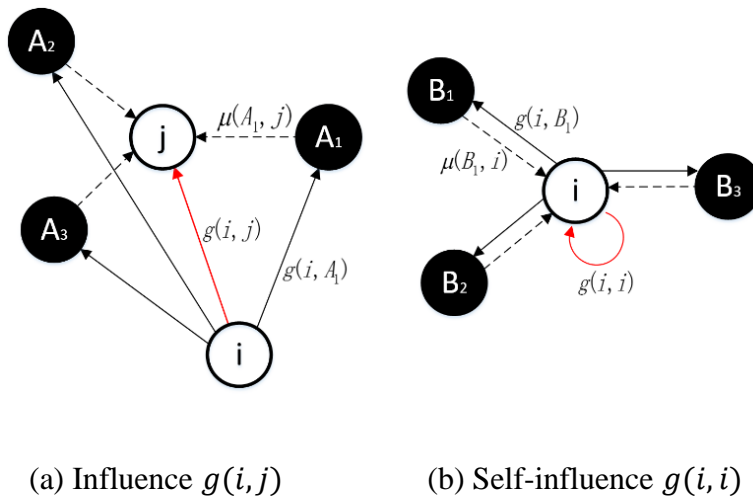 A₂
j
μ(A₁, j)
A₁
A₃
g(i, j)
g(i, A₁)
i
(a) Influence g(i, j)
B₁
g(i, B₁)
μ(B₁, i)
i
B₃
B₂
g(i, i)
(b) Self-influence g(i, i)